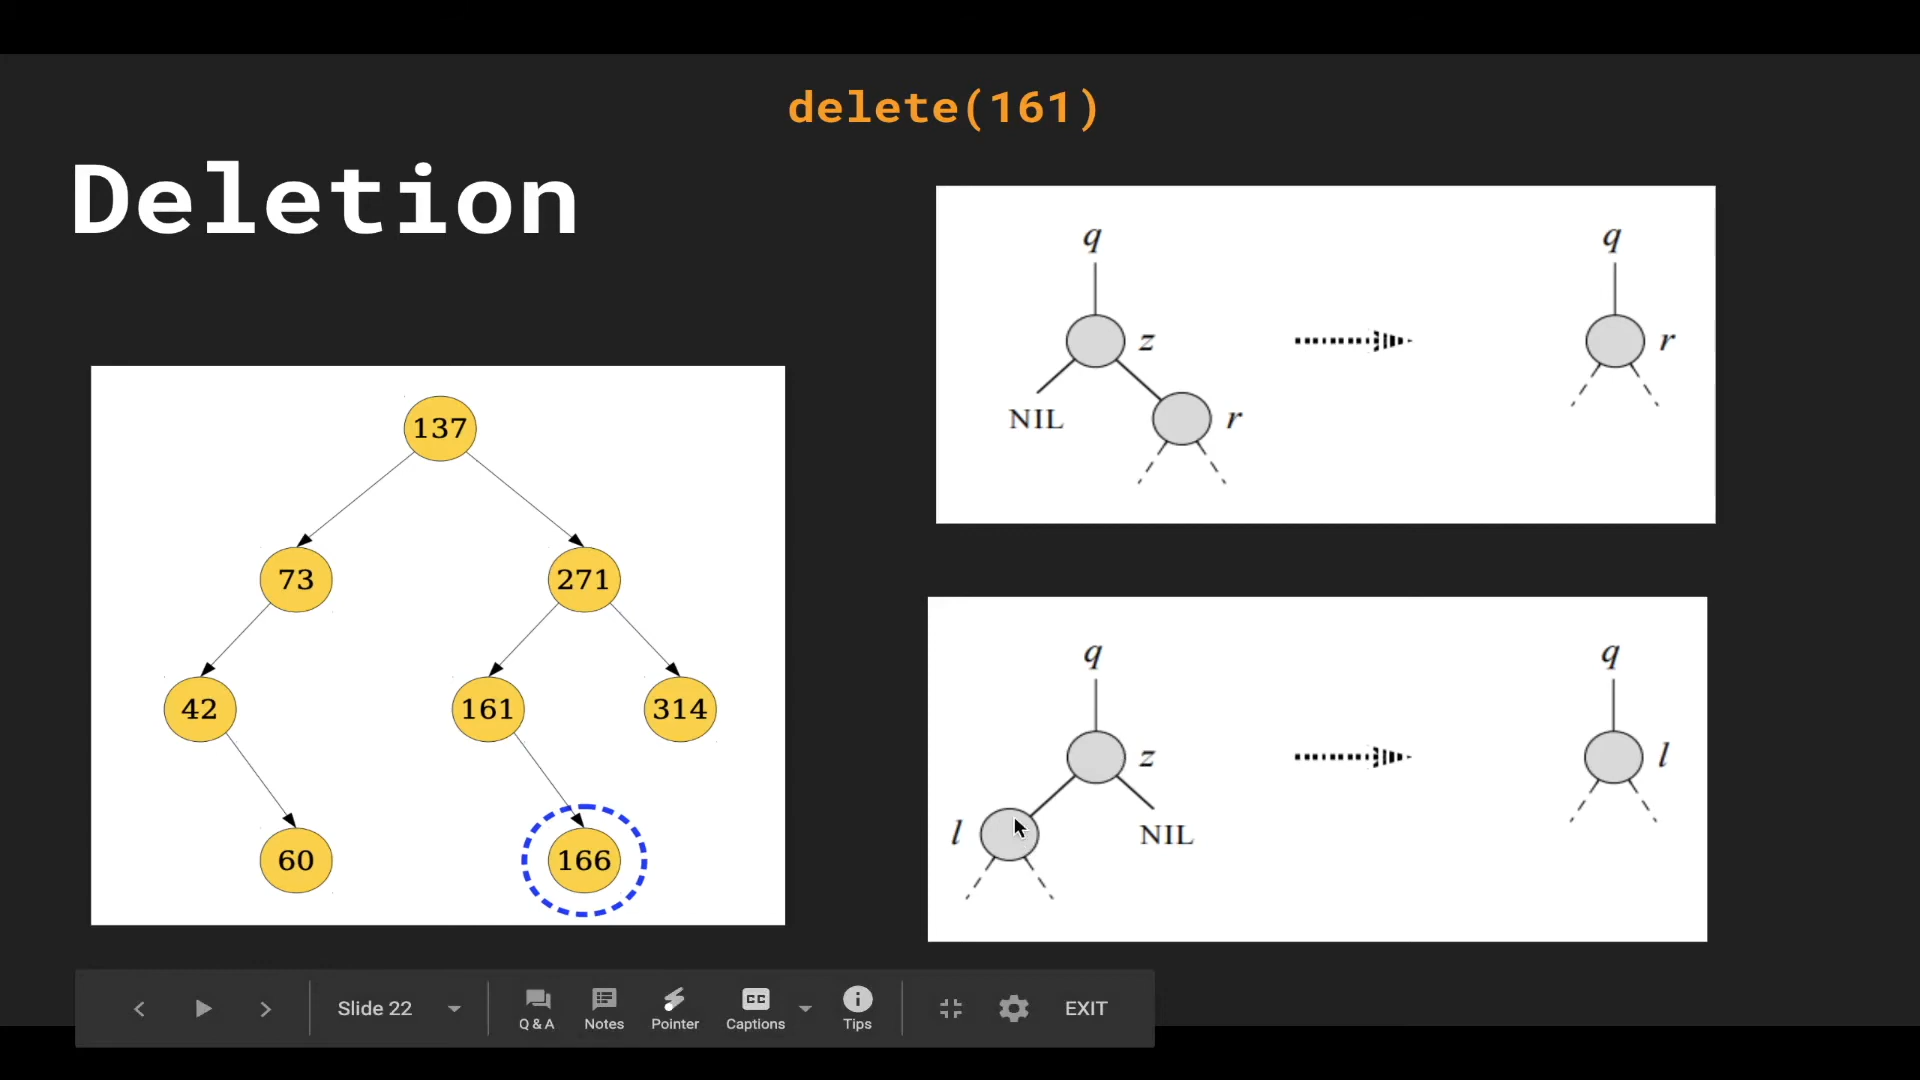 delete(161)
Deletion
137
73
271
42
161
314
60
166
q
z
NIL
r
q
r
q
z
l
NIL
q
l
Slide 22
Q & A
Notes
Pointer
CC
Captions
Tips
EXIT